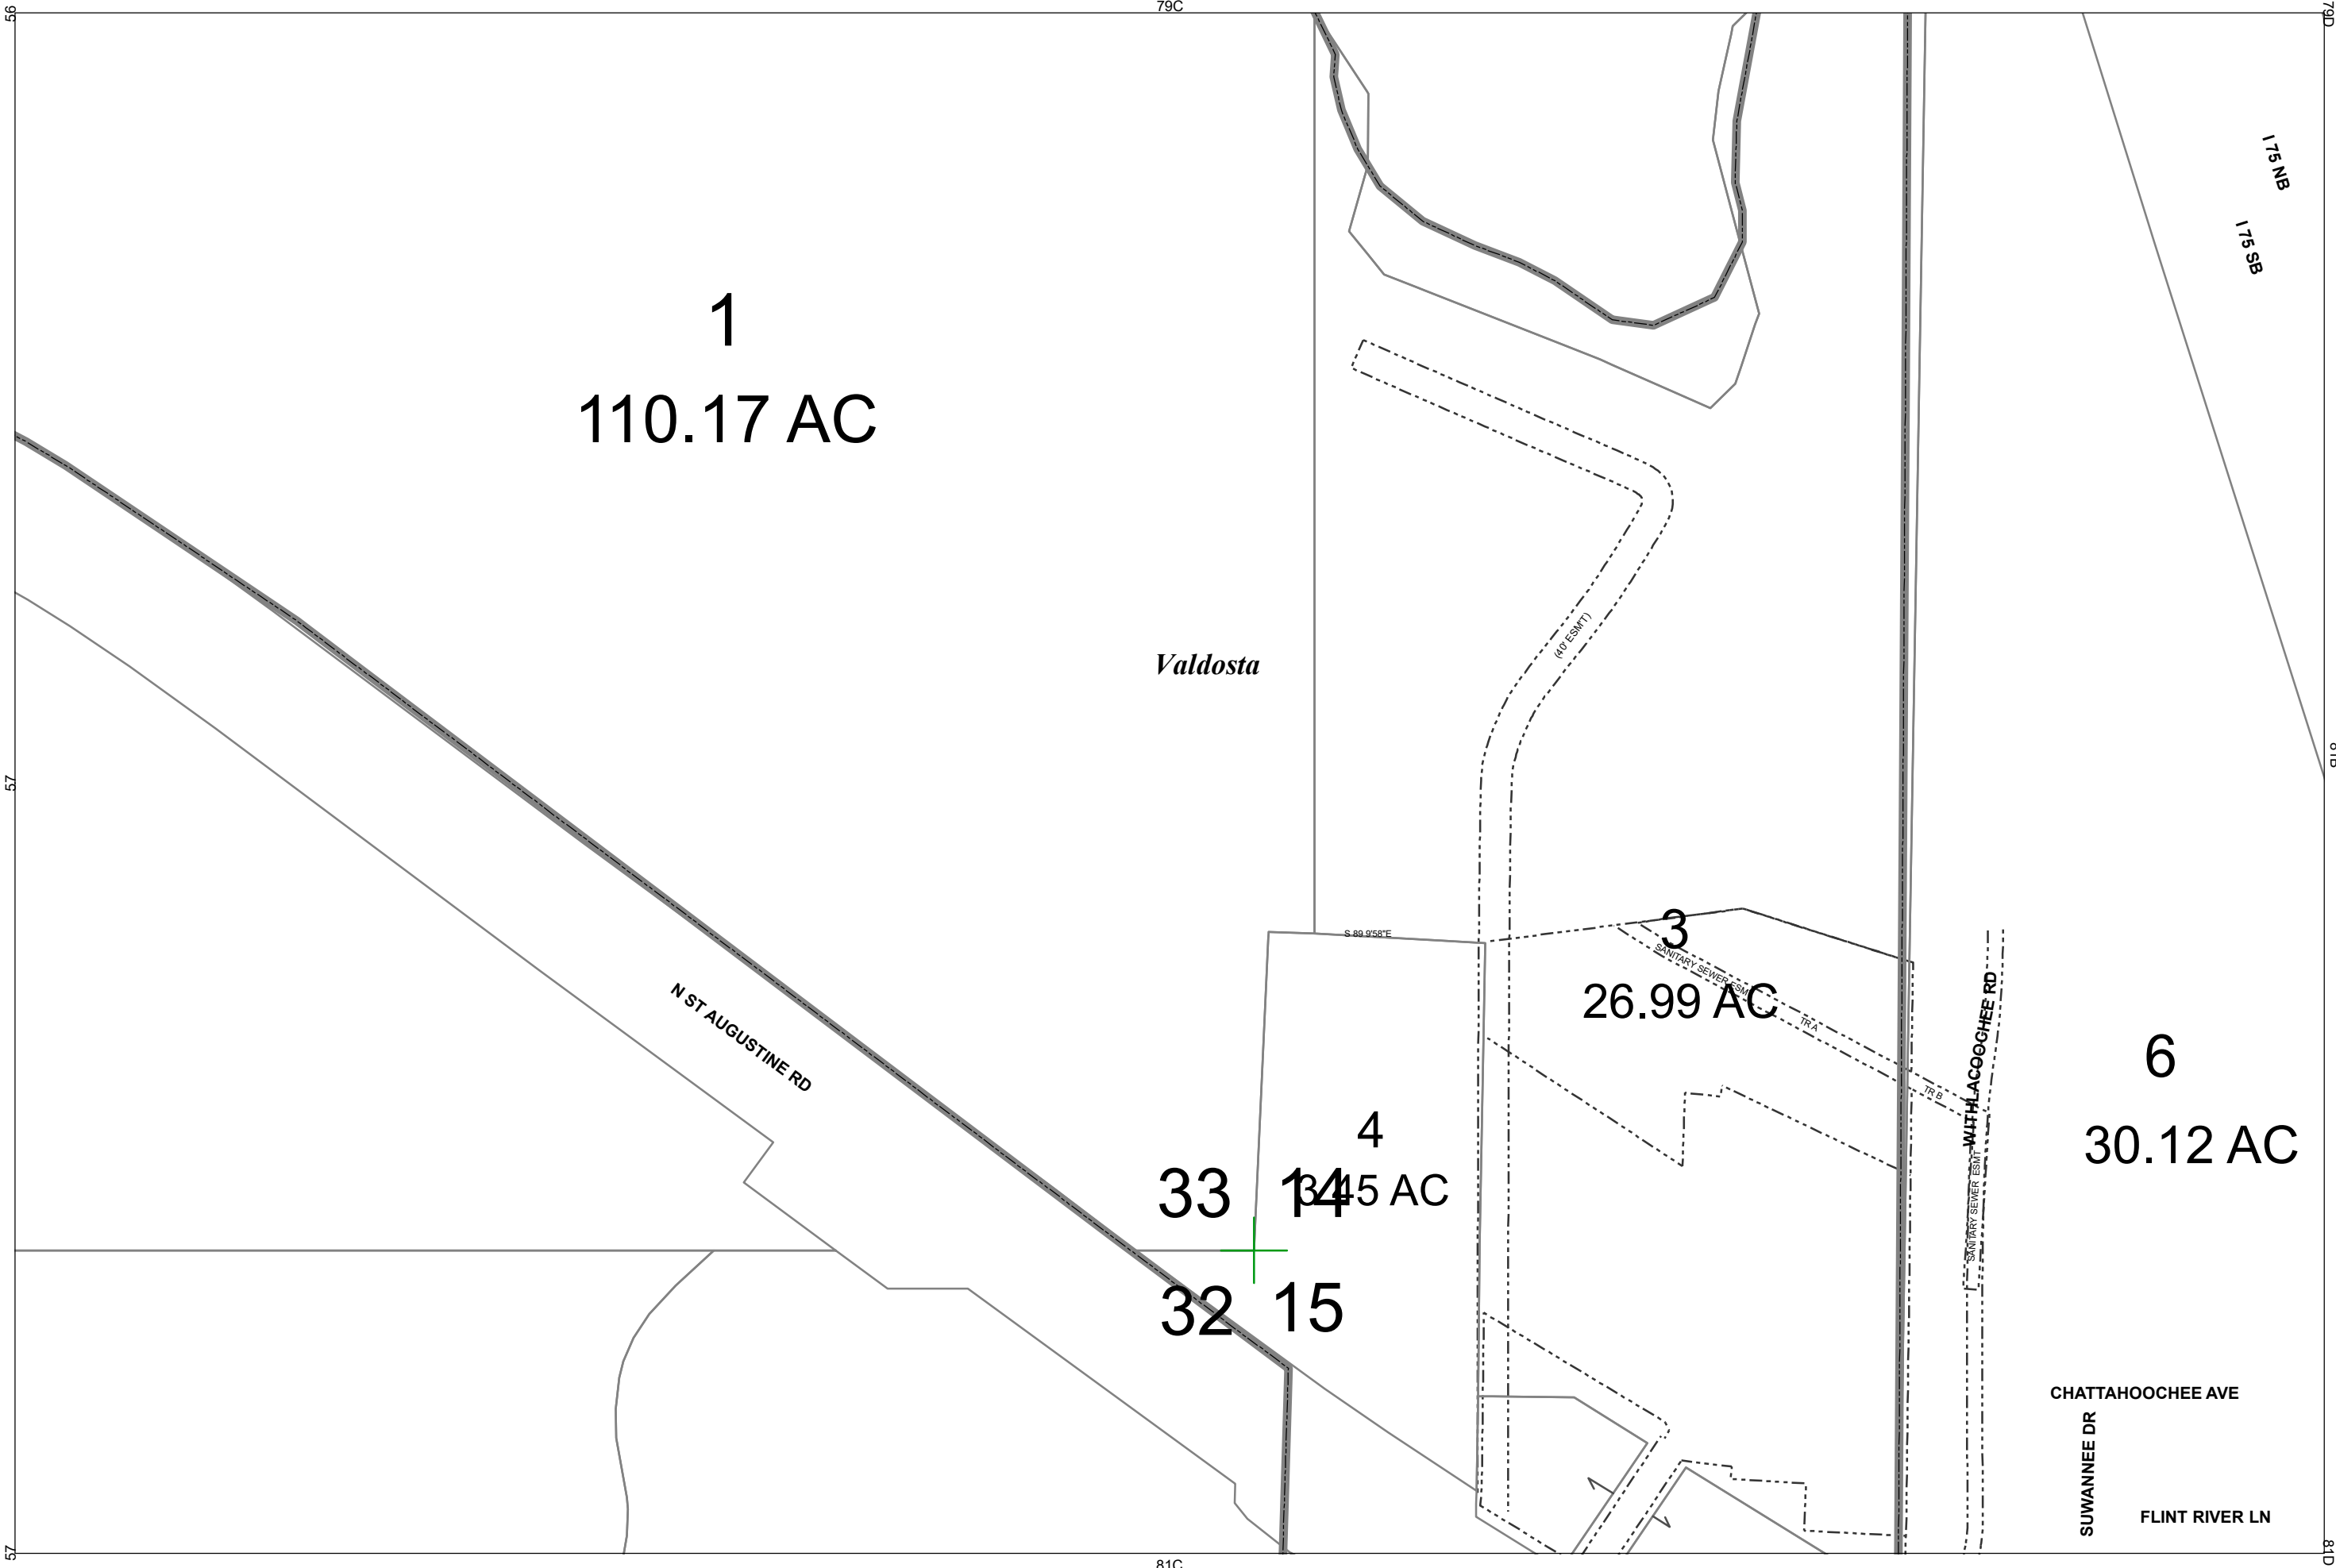 56
79C
79D
I 75 NB
I 75 SB
1
110.17 AC
(40' ESM'T)
Valdosta
57
81B
S 89 9'58"E
3
SANITARY SEWER ESMT
26.99 AC
TR A
N ST AUGUSTINE RD
WITHLACOOCHEE RD
6
TR B
30.12 AC
4
3.45 AC
33
14
SANITARY SEWER ESMT
32
15
CHATTAHOOCHEE AVE
SUWANNEE DR
FLINT RIVER LN
57
81C
81D